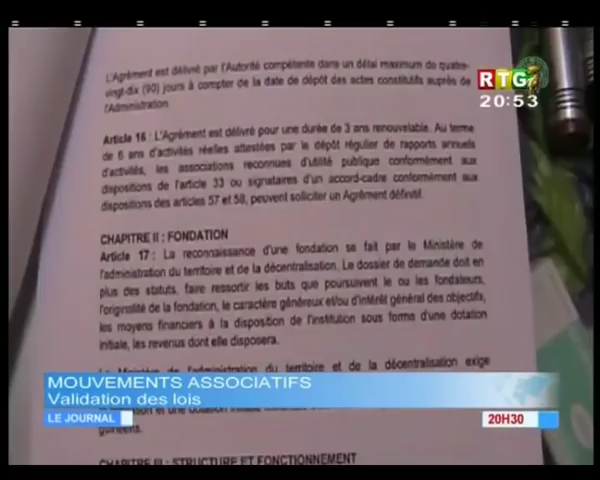 L'Agrément est délivré par l'Autorité compétente dans un délai maximum de quatre-
vingt-dix (90) jours à compter de la date de dépôt des actes constitutifs auprès de
l'Administration.
RTG
20:53
Article 16 : L'Agrément est délivré pour une durée de 3 ans renouvelable. Au terme
de 6 ans d'activités réelles attestées par le dépôt régulier de rapports annuels
d'activités, les associations reconnues d'utilité publique conformément aux
dispositions de l'article 33 ou signataires d'un accord-cadre conformément aux
dispositions des articles 57 et 58, peuvent solliciter un Agrément définitif.
CHAPITRE II : FONDATION
Article 17 : La reconnaissance d'une fondation se fait par le Ministère de
l'administration du territoire et de la décentralisation. Le dossier de demande doit en
plus des statuts, faire ressortir les buts que poursuivent le ou les fondateurs,
l'originalité de la fondation, le caractère généreux et/ou d'intérêt général des objectifs,
les moyens financiers à la disposition de l'institution sous forme d'une dotation
initiale, les revenus dont elle disposera.
Le Ministère de l'administration du territoire et de la décentralisation exige
MOUVEMENTS ASSOCIATIFS
Validation des lois
LE JOURNAL
20H30
guinéens.
CHAPITRE III : STRUCTURE ET FONCTIONNEMENT